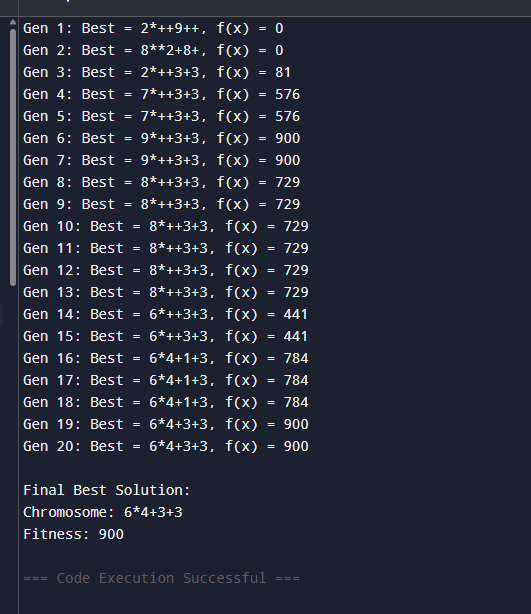 Gen 1: Best = 2*++9++, f(x) = 0
Gen 2: Best = 8**2+8+, f(x) = 0
Gen 3: Best = 2*++3+3, f(x) = 81
Gen 4: Best = 7*++3+3, f(x) = 576
Gen 5: Best = 7*++3+3, f(x) = 576
Gen 6: Best = 9*++3+3, f(x) = 900
Gen 7: Best = 9*++3+3, f(x) = 900
Gen 8: Best = 8*++3+3, f(x) = 729
Gen 9: Best = 8*++3+3, f(x) = 729
Gen 10: Best = 8*++3+3, f(x) = 729
Gen 11: Best = 8*++3+3, f(x) = 729
Gen 12: Best = 8*++3+3, f(x) = 729
Gen 13: Best = 8*++3+3, f(x) = 729
Gen 14: Best = 6*++3+3, f(x) = 441
Gen 15: Best = 6*++3+3, f(x) = 441
Gen 16: Best = 6*4+1+3, f(x) = 784
Gen 17: Best = 6*4+1+3, f(x) = 784
Gen 18: Best = 6*4+1+3, f(x) = 784
Gen 19: Best = 6*4+3+3, f(x) = 900
Gen 20: Best = 6*4+3+3, f(x) = 900
Final Best Solution:
Chromosome: 6*4+3+3
Fitness: 900
=== Code Execution Successful ===